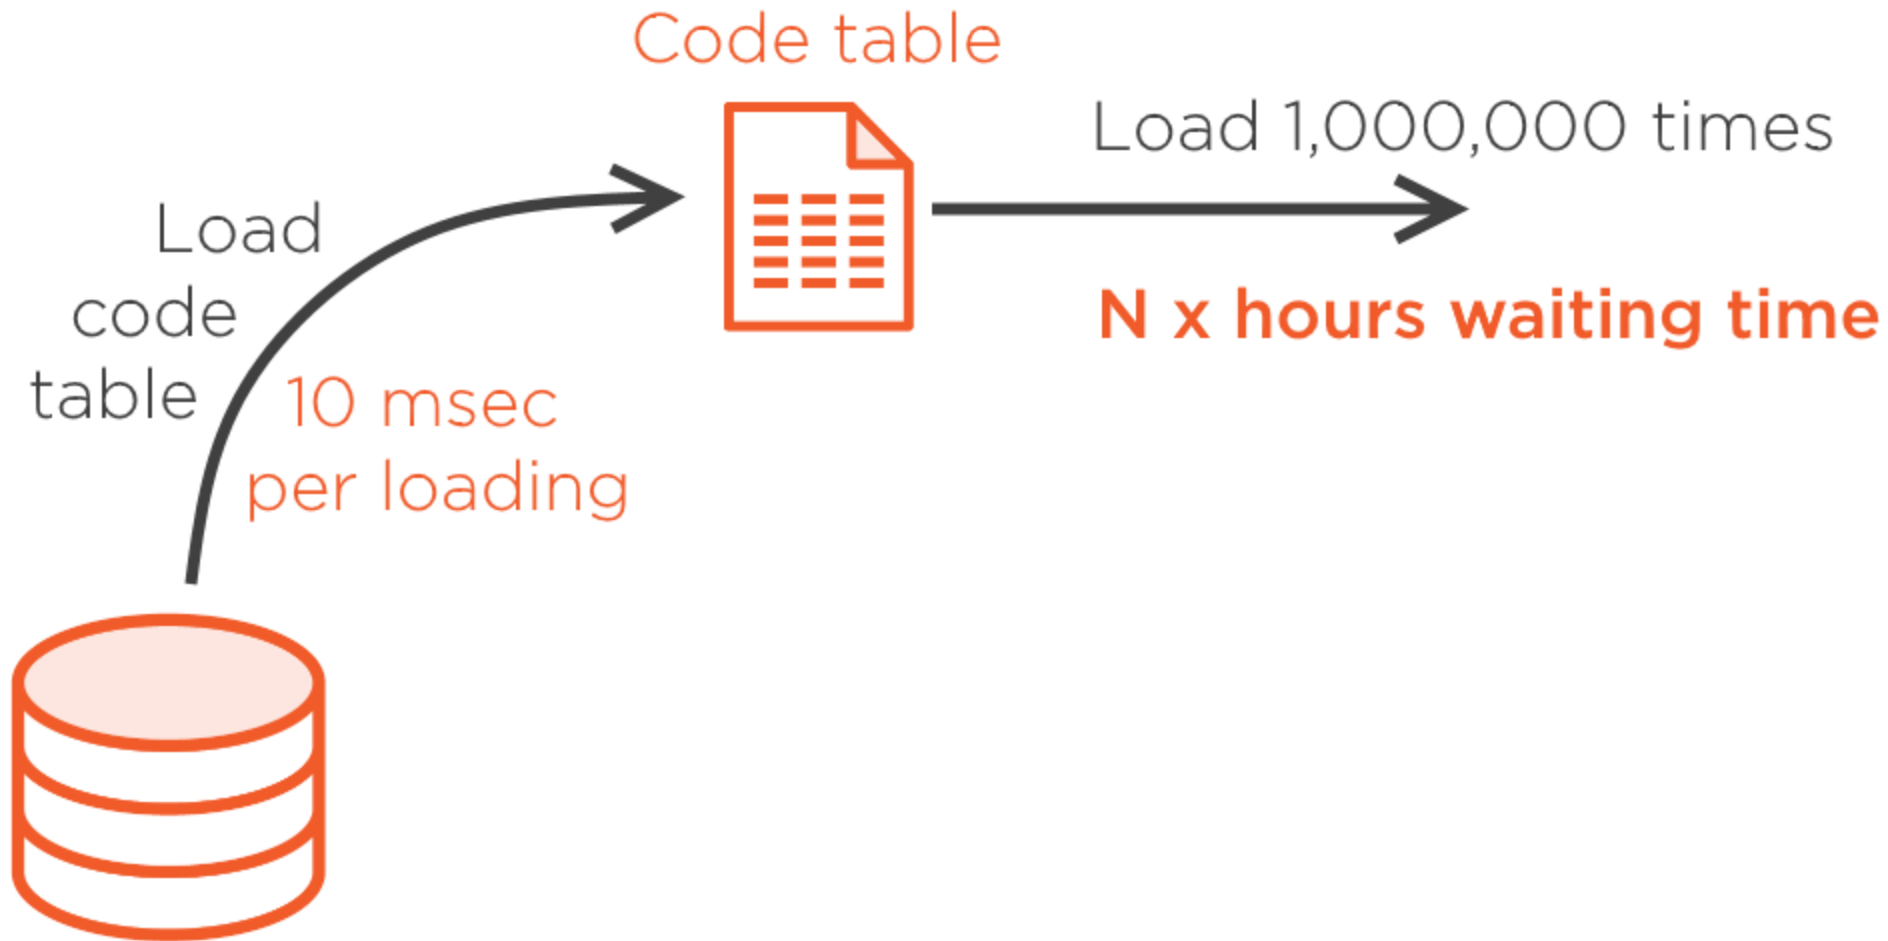 Code table
Load 1,000,000 times
Load
code
table
N x hours waiting time
10 msec
per loading